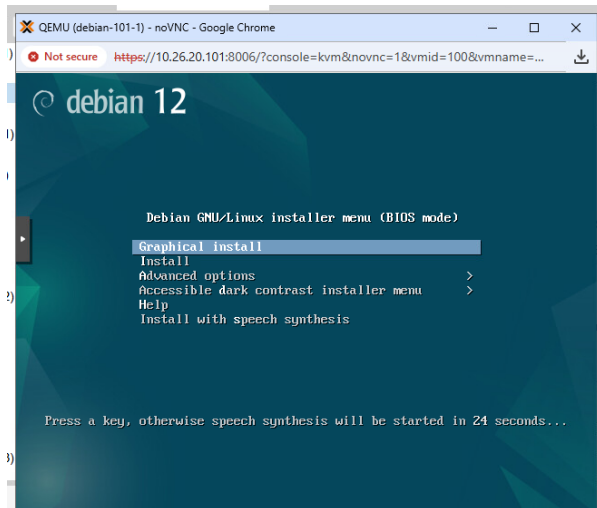 QEMU (debian-101-1) - noVNC - Google Chrome
Not secure https://10.26.20.101:8006/?console=kvm&novnc=1&vmid=100&vmname=...
debian 12
Debian GNU/Linux installer menu (BIOS mode)
Graphical install
Install
Advanced options >
Accessible dark contrast installer menu >
Help
Install with speech synthesis
Press a key, otherwise speech synthesis will be started in 24 seconds...